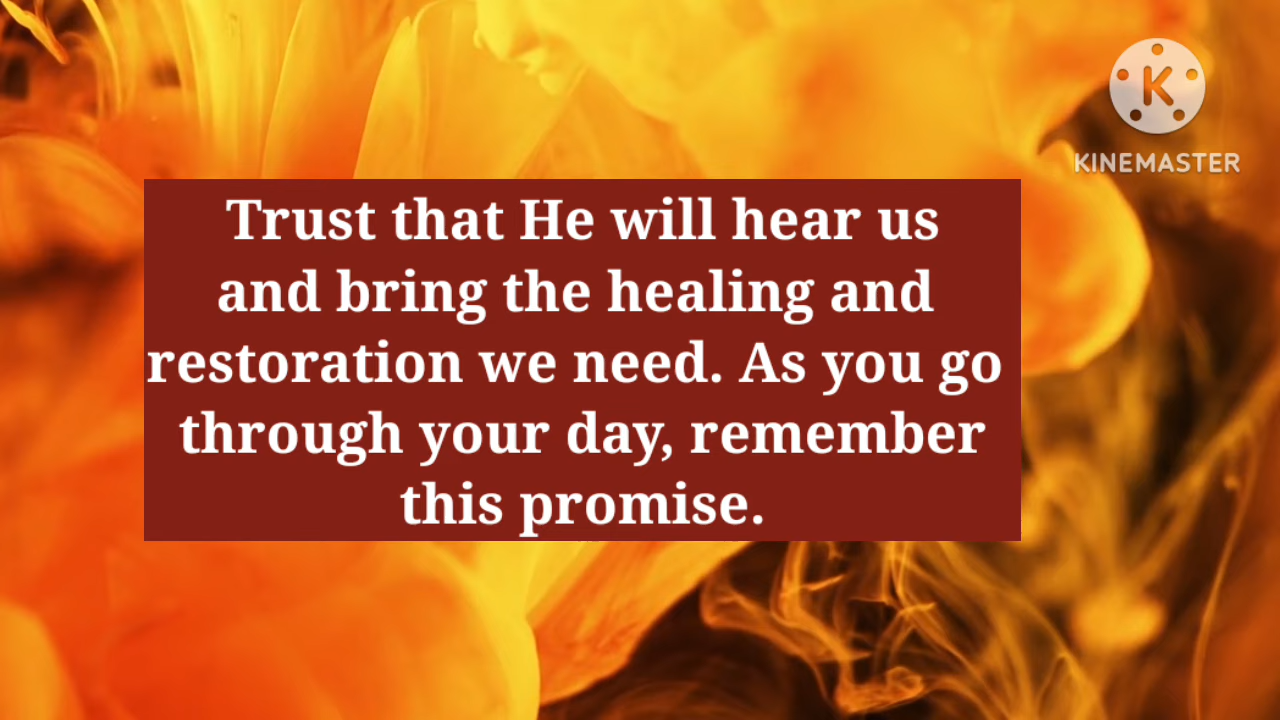 K
KINEMASTER
Trust that He will hear us
and bring the healing and
restoration we need. As you go
through your day, remember
this promise.